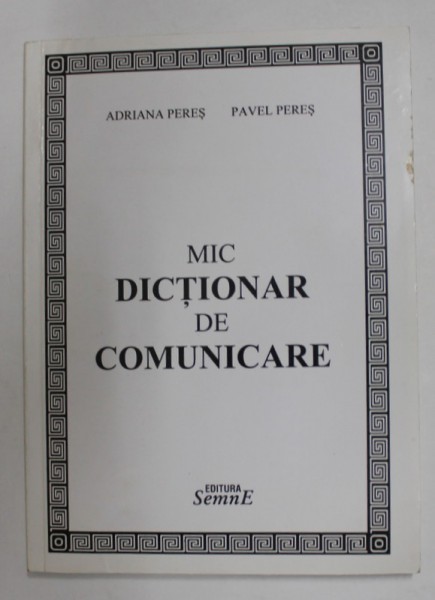 ADRIANA PEREȘ PAVEL PEREȘ
MIC
DICȚIONAR
DE
COMUNICARE
EDITURA
SemnE